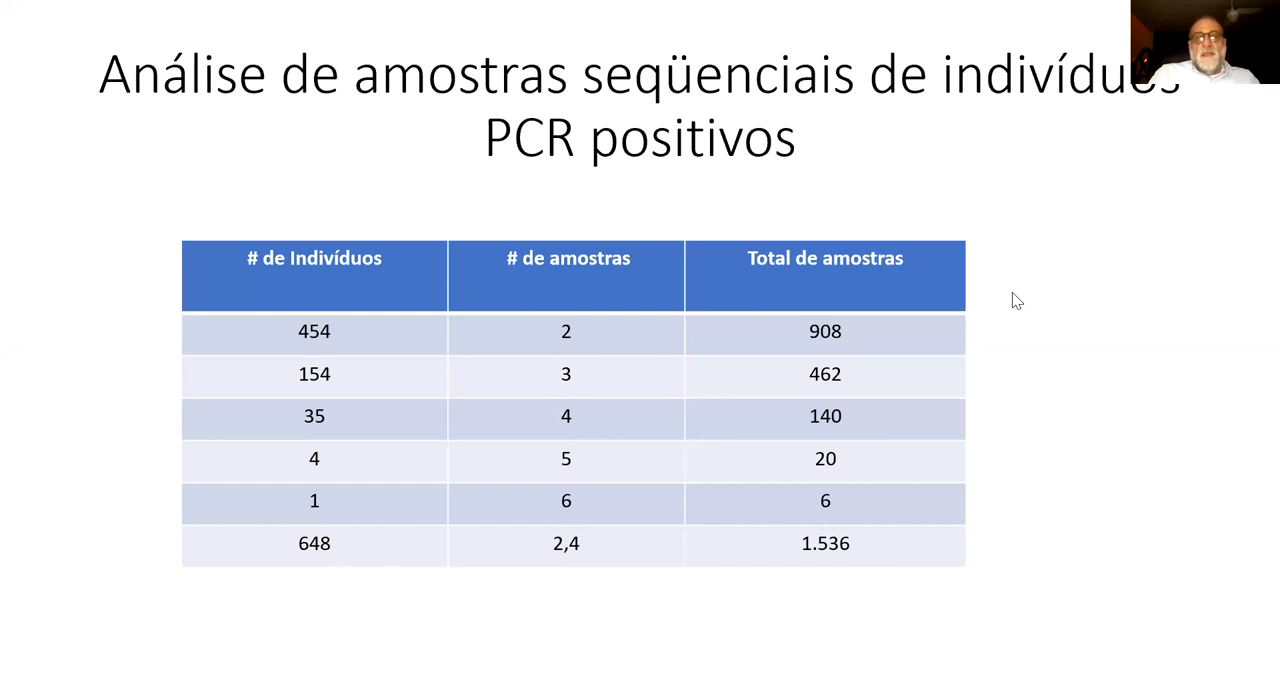 Análise de amostras seqüenciais de indivíduos
PCR positivos
# de Indivíduos # de amostras Total de amostras
454 2 908
154 3 462
35 4 140
4 5 20
1 6 6
648 2,4 1.536